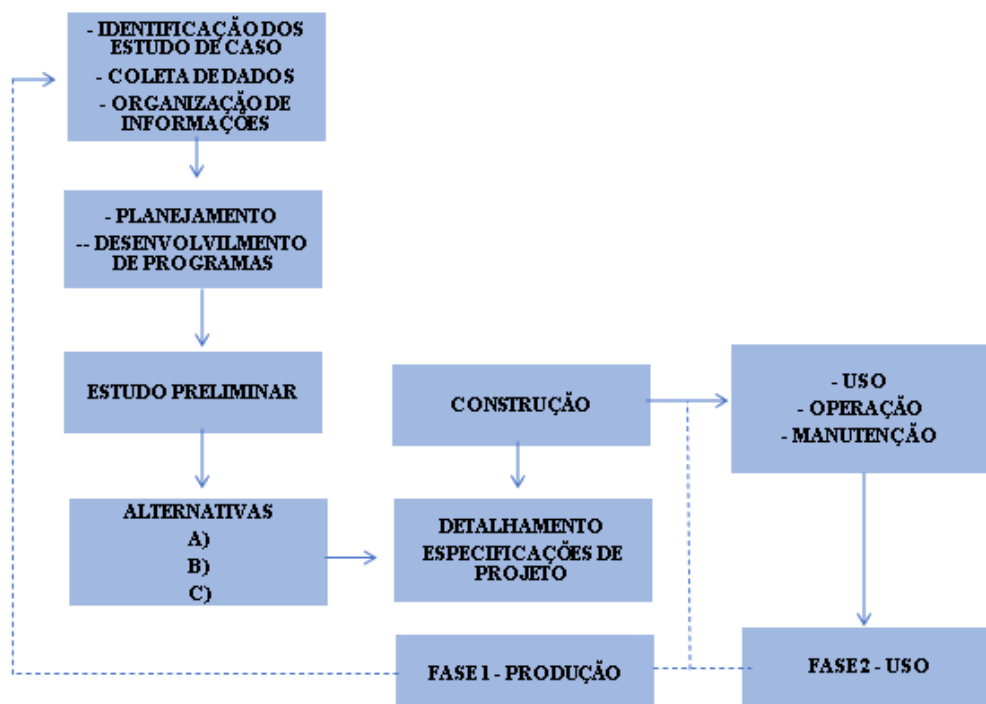 - IDENTIFICAÇÃO DOS
ESTUDO DE CASO
- COLETA DE DADOS
- ORGANIZAÇÃO DE
INFORMAÇÕES
- PLANEJAMENTO
-- DESENVOLVILMENTO
DE PROGRAMAS
ESTUDO PRELIMINAR
ALTERNATIVAS
A)
B)
C)
CONSTRUÇÃO
DETALHAMENTO
ESPECIFICAÇÕES DE
PROJETO
- USO
- OPERAÇÃO
- MANUTENÇÃO
FASE 1 - PRODUÇÃO
FASE 2 - USO